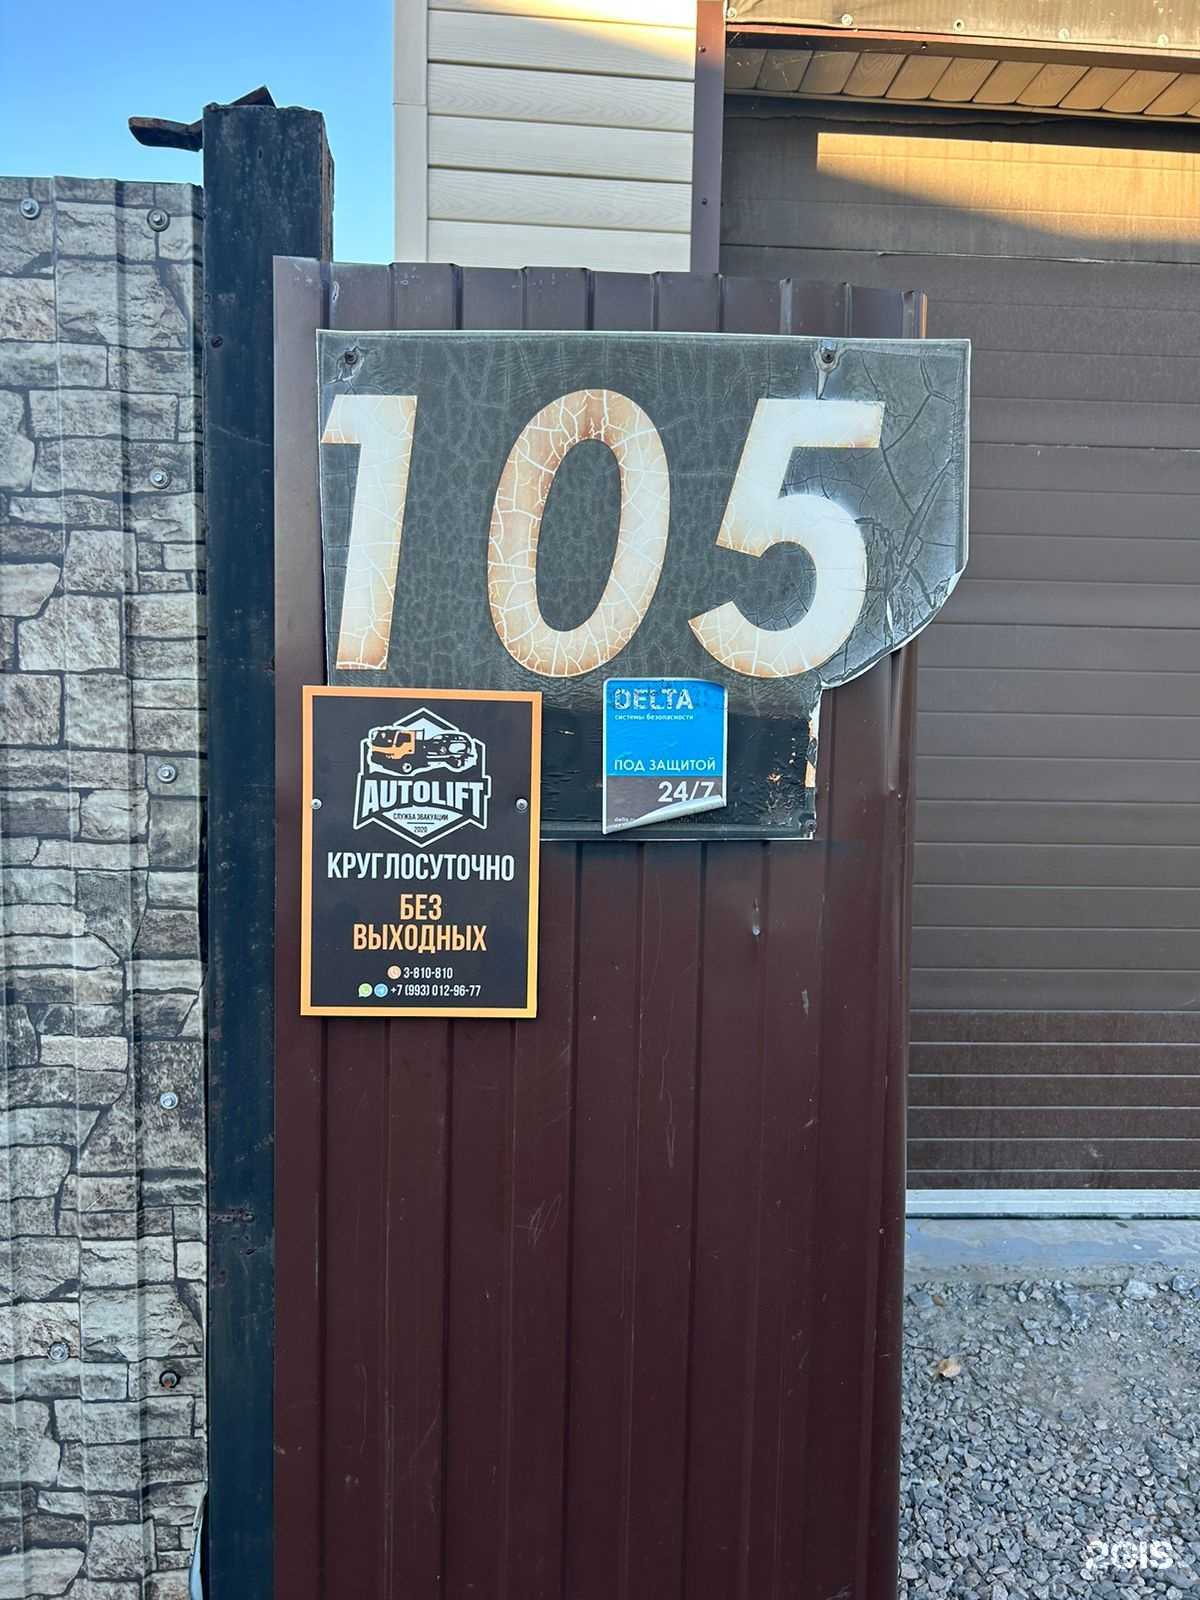 105
DELTA
системы безопасности
ПОД ЗАЩИТОЙ
24/7
AUTOLIFT
СЛУЖБА ЭВАКУАЦИИ
2020
КРУГЛОСУТОЧНО
БЕЗ
ВЫХОДНЫХ
3-810-810
+7 (993) 012-96-77
2GIS